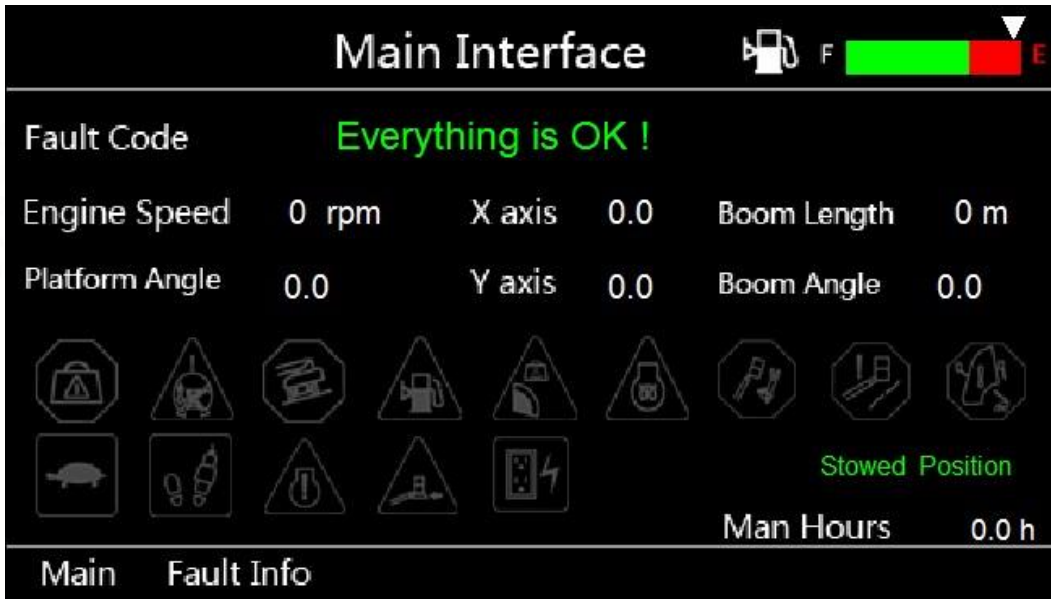 Main Interface F E
Fault Code Everything is OK !
Engine Speed 0 rpm X axis 0.0 Boom Length 0 m
Platform Angle 0.0 Y axis 0.0 Boom Angle 0.0
Stowed Position
Man Hours 0.0 h
Main Fault Info